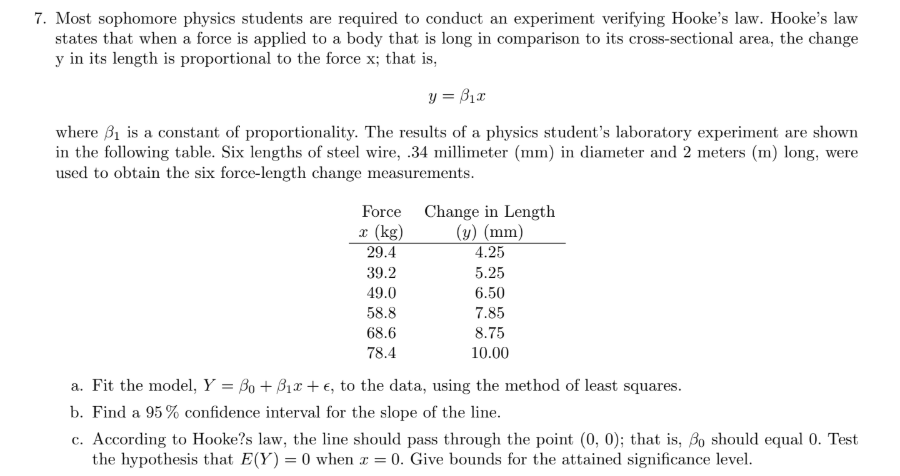 7. Most sophomore physics students are required to conduct an experiment verifying Hooke's law. Hooke's law
states that when a force is applied to a body that is long in comparison to its cross-sectional area, the change
y in its length is proportional to the force x; that is,
y = β₁x
where β₁ is a constant of proportionality. The results of a physics student's laboratory experiment are shown
in the following table. Six lengths of steel wire, .34 millimeter (mm) in diameter and 2 meters (m) long, were
used to obtain the six force-length change measurements.
Force Change in Length
x (kg) (y) (mm)
29.4 4.25
39.2 5.25
49.0 6.50
58.8 7.85
68.6 8.75
78.4 10.00
a. Fit the model, Y = β₀ + β₁x + ϵ, to the data, using the method of least squares.
b. Find a 95 % confidence interval for the slope of the line.
c. According to Hooke?s law, the line should pass through the point (0, 0); that is, β₀ should equal 0. Test
the hypothesis that E(Y) = 0 when x = 0. Give bounds for the attained significance level.